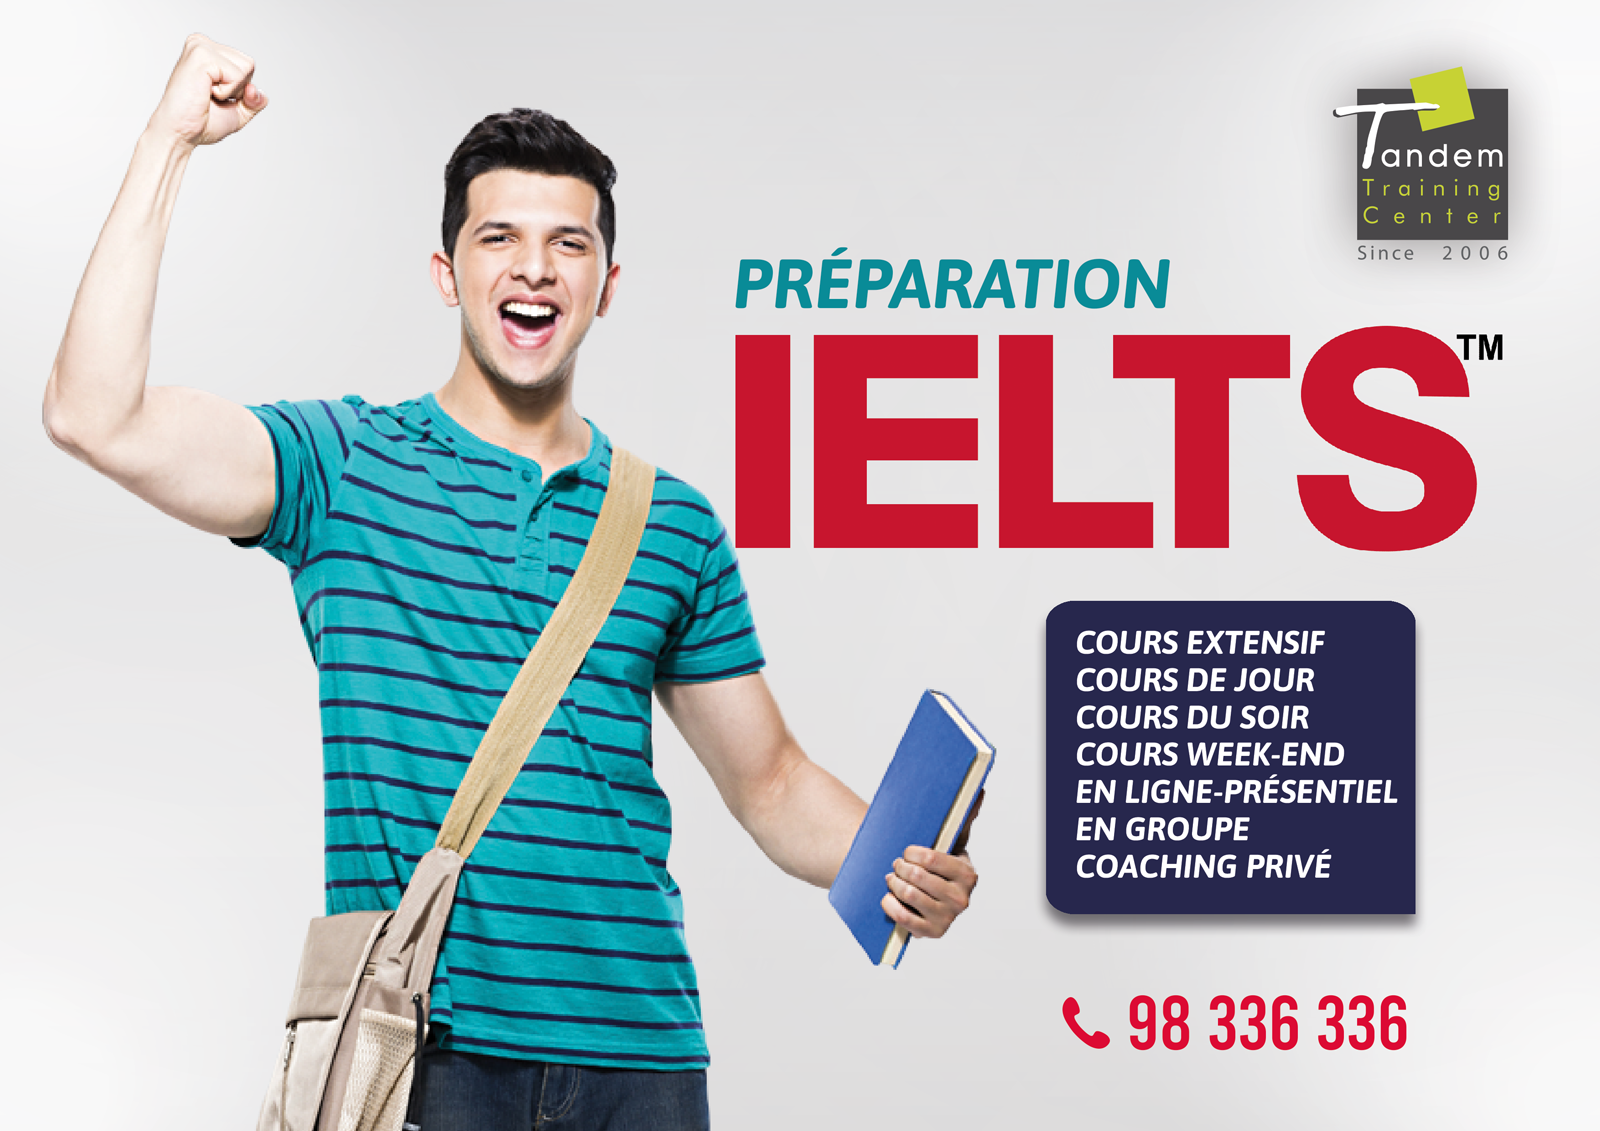 Tandem
Training
Center
Since 2006
PRÉPARATION
IELTS™
COURS EXTENSIF
COURS DE JOUR
COURS DU SOIR
COURS WEEK-END
EN LIGNE-PRÉSENTIEL
EN GROUPE
COACHING PRIVÉ
98 336 336